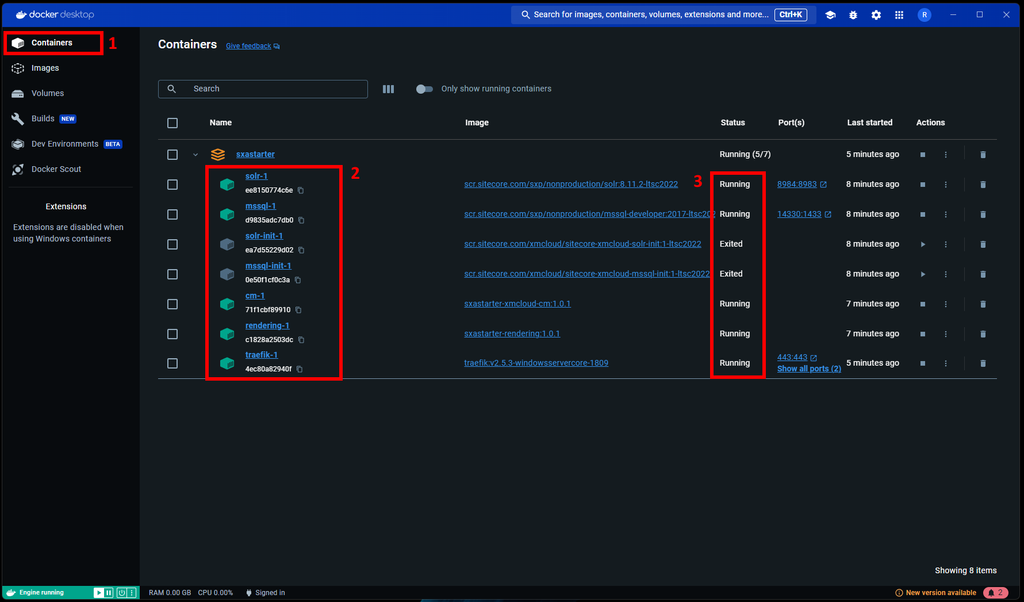 docker desktop
Search for images, containers, volumes, extensions and more...
Ctrl+K
R
Containers
1
Images
Volumes
Builds NEW
Dev Environments BETA
Docker Scout
Extensions
Extensions are disabled when
using Windows containers
Containers Give feedback
Search
Only show running containers
Name Image Status Port(s) Last started Actions
sxastarter Running (5/7) 5 minutes ago
2
3
solr-1
ee8150774c6e
scr.sitecore.com/sxp/nonproduction/solr:8.11.2-ltsc2022 Running 8984:8983 8 minutes ago
mssql-1
d9835adc7db0
scr.sitecore.com/sxp/nonproduction/mssql-developer:2017-ltsc202 Running 14330:1433 8 minutes ago
solr-init-1
ea7d55229d02
scr.sitecore.com/xmcloud/sitecore-xmcloud-solr-init:1-ltsc2022 Exited 8 minutes ago
mssql-init-1
0e50f1cf0c3a
scr.sitecore.com/xmcloud/sitecore-xmcloud-mssql-init:1-ltsc2022 Exited 8 minutes ago
cm-1
71f1cbf89910
sxastarter-xmcloud-cm:1.0.1 Running 7 minutes ago
rendering-1
c1828a2503dc
sxastarter-rendering:1.0.1 Running 7 minutes ago
traefik-1
4ec80a82940f
traefik:v2.5.3-windowsservercore-1809 Running 443:443 5 minutes ago
Show all ports (2)
Showing 8 items
Engine running
RAM 0.00 GB CPU 0.00% Signed in
New version available
2